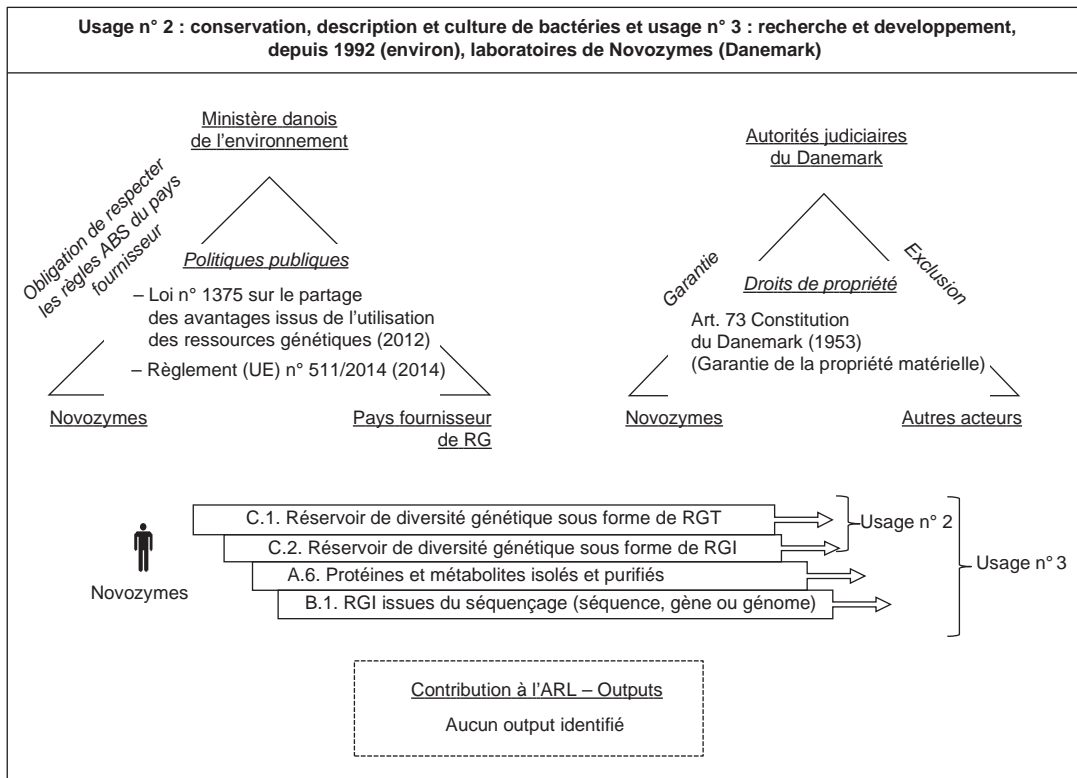 Usage n° 2 : conservation, description et culture de bactéries et usage n° 3 : recherche et developpement,
depuis 1992 (environ), laboratoires de Novozymes (Danemark)
Ministère danois
de l'environnement
Obligation de respecter
les règles ABS du pays
fournisseur
Politiques publiques
– Loi n° 1375 sur le partage
des avantages issus de l'utilisation
des ressources génétiques (2012)
– Règlement (UE) n° 511/2014 (2014)
Novozymes
Pays fournisseur
de RG
Autorités judiciaires
du Danemark
Garantie
Exclusion
Droits de propriété
Art. 73 Constitution
du Danemark (1953)
(Garantie de la propriété matérielle)
Novozymes
Autres acteurs
Novozymes
C.1. Réservoir de diversité génétique sous forme de RGT
C.2. Réservoir de diversité génétique sous forme de RGI
A.6. Protéines et métabolites isolés et purifiés
B.1. RGI issues du séquençage (séquence, gène ou génome)
Usage n° 2
Usage n° 3
Contribution à l'ARL – Outputs
Aucun output identifié